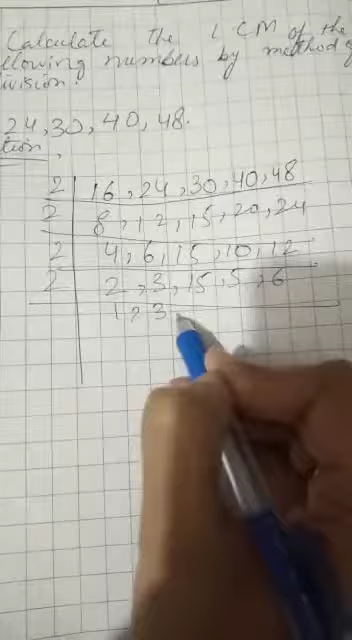 Calculate the LCM of the
llowing numbers by method of
ivision.
24, 30, 40, 48.
tion,
2 16, 24, 30, 40, 48
2 8, 12, 15, 20, 24
2 4, 6, 15, 10, 12
2 2, 3, 15, 5, 6
1, 3,